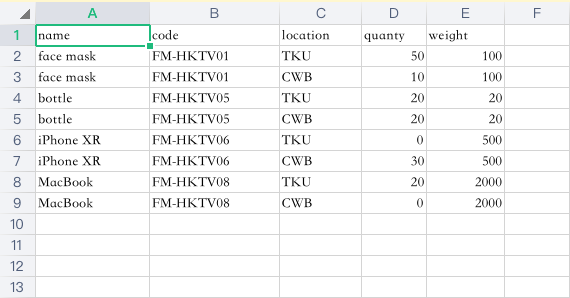 A B C D E F
1 name code location quanty weight
2 face mask FM-HKTV01 TKU 50 100
3 face mask FM-HKTV01 CWB 10 100
4 bottle FM-HKTV05 TKU 20 20
5 bottle FM-HKTV05 CWB 20 20
6 iPhone XR FM-HKTV06 TKU 0 500
7 iPhone XR FM-HKTV06 CWB 30 500
8 MacBook FM-HKTV08 TKU 20 2000
9 MacBook FM-HKTV08 CWB 0 2000
10
11
12
13